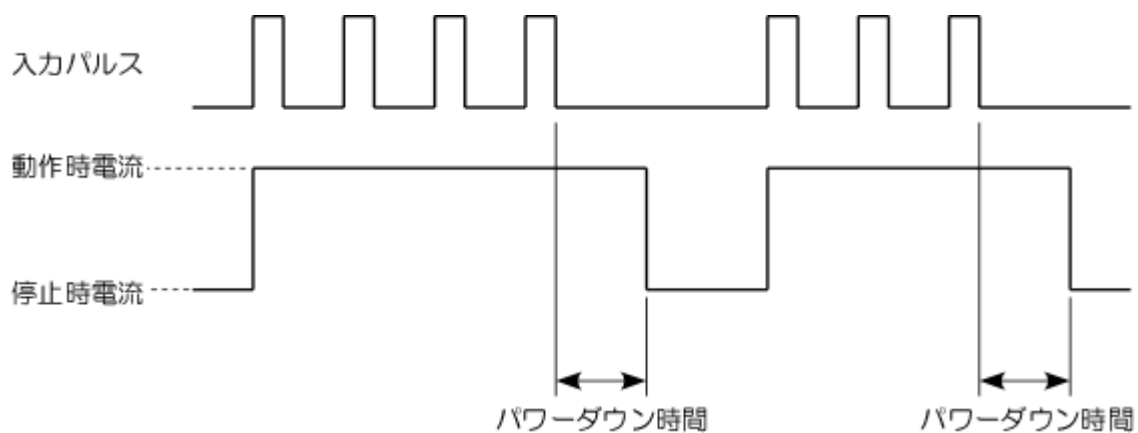 入力パルス
動作時電流
停止時電流
パワーダウン時間
パワーダウン時間